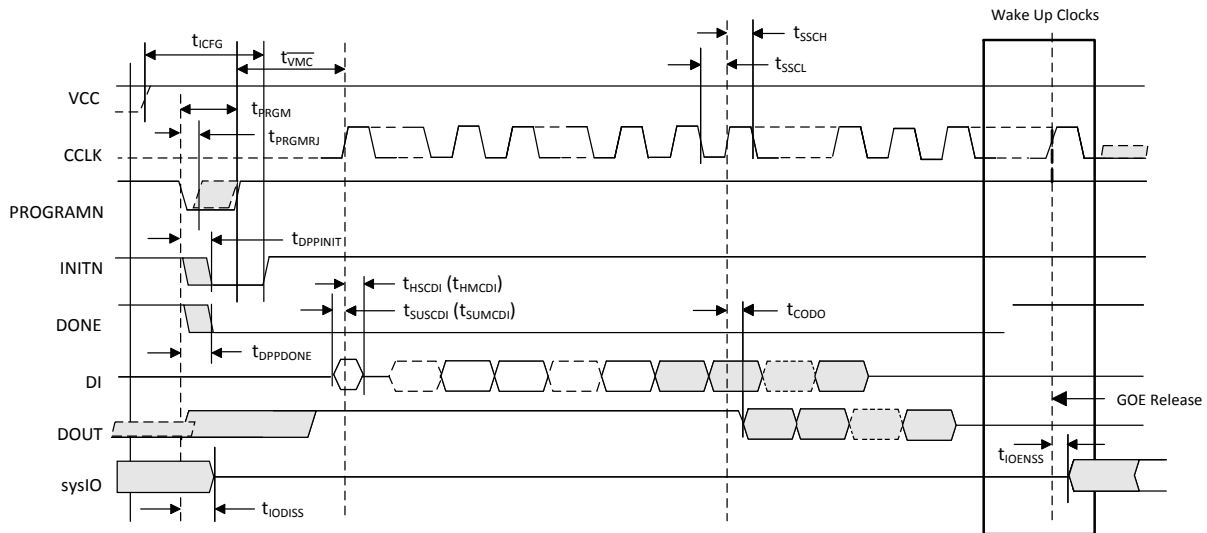 Wake Up Clocks
tICFG
tVMC
tSSCH
tSSCL
VCC
tPRGM
tPRGMRJ
CCLK
PROGRAMN
tDPPINIT
INITN
tHSCDI (tHMCDI)
tSUSCDI (tSUMCDI)
tCODO
DONE
tDPPDONE
DI
GOE Release
DOUT
tIOENSS
sysIO
tIODISS